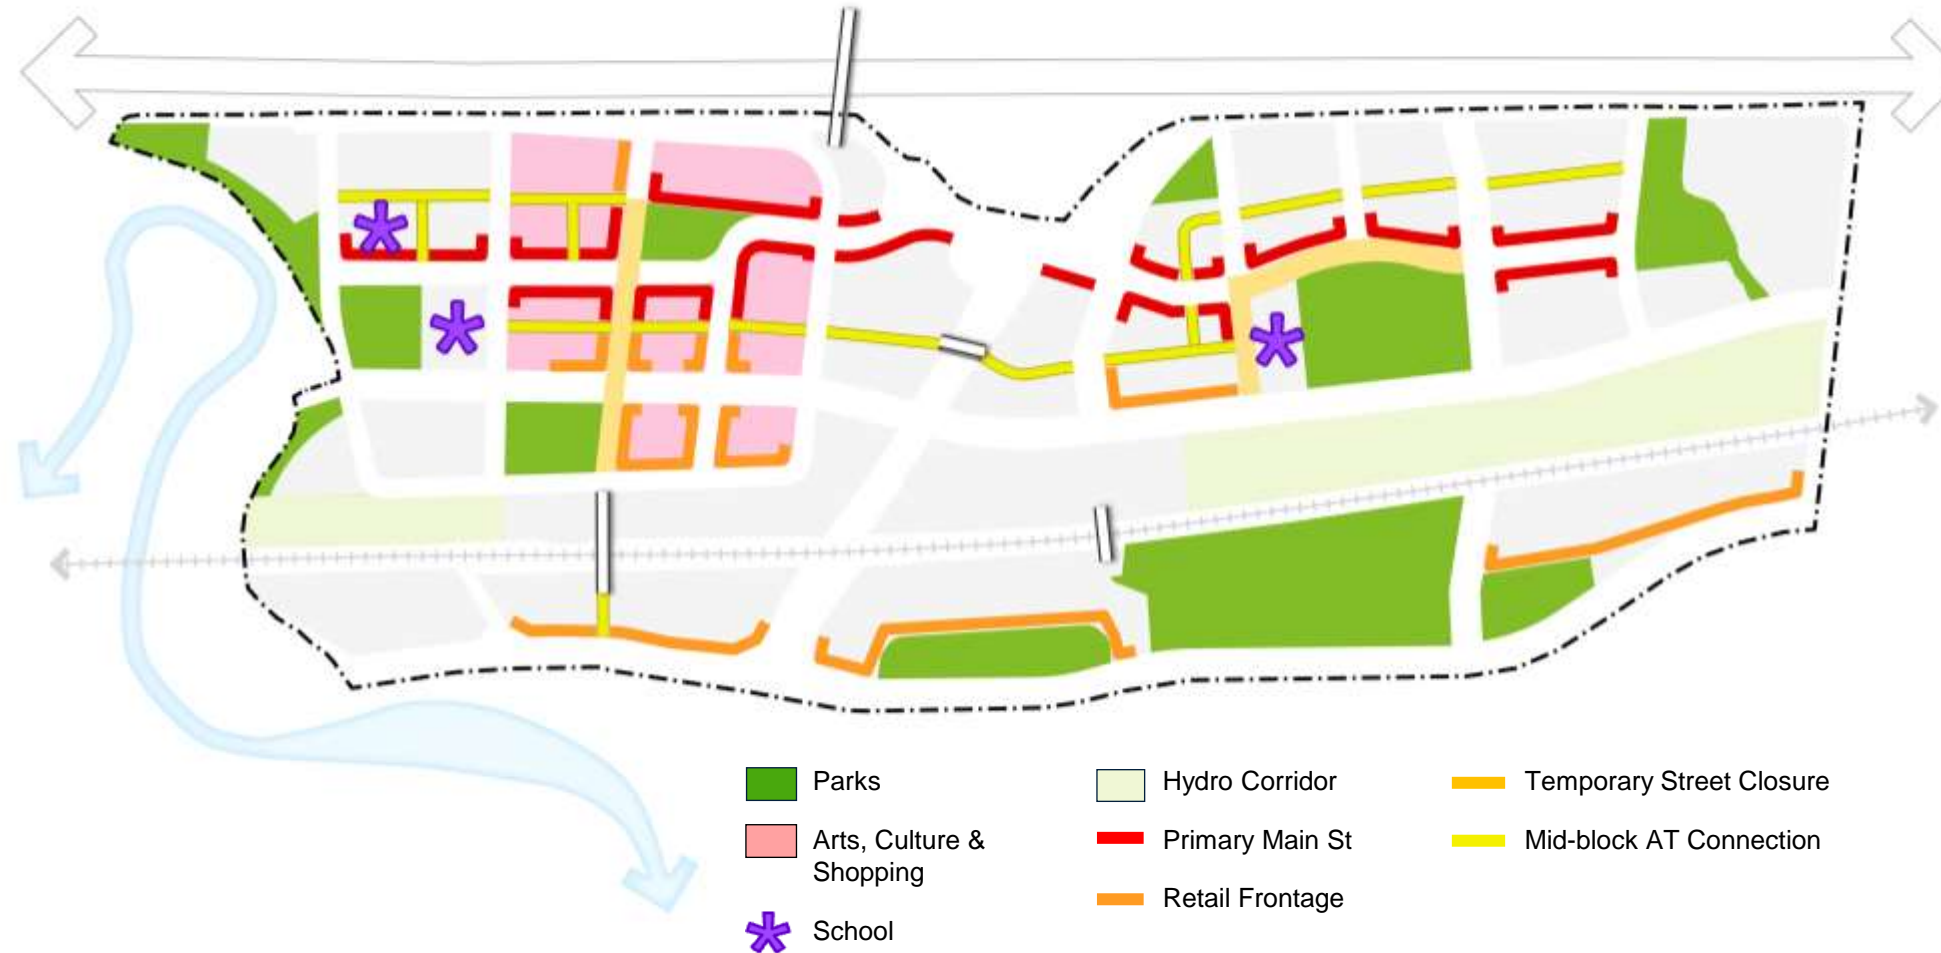 Parks
Arts, Culture &
Shopping
School
Hydro Corridor
Primary Main St
Retail Frontage
Temporary Street Closure
Mid-block AT Connection